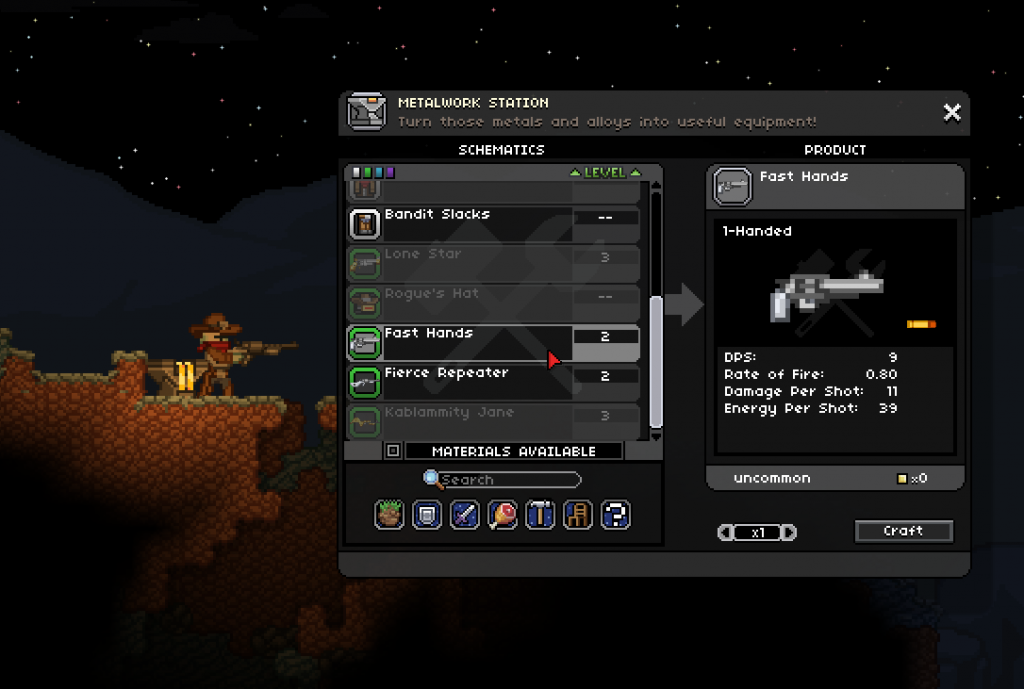 METALWORK STATION
Turn those metals and alloys into useful equipment!
SCHEMATICS
PRODUCT
LEVEL
Fast Hands
Bandit Slacks --
1-Handed
Lone Star 3
Rogue's Hat --
Fast Hands 2
DPS: 9
Rate of Fire: 0.80
Fierce Repeater 2
Damage Per Shot: 11
Energy Per Shot: 39
Kablammity Jane 3
MATERIALS AVAILABLE
Search
uncommon x0
x1
Craft